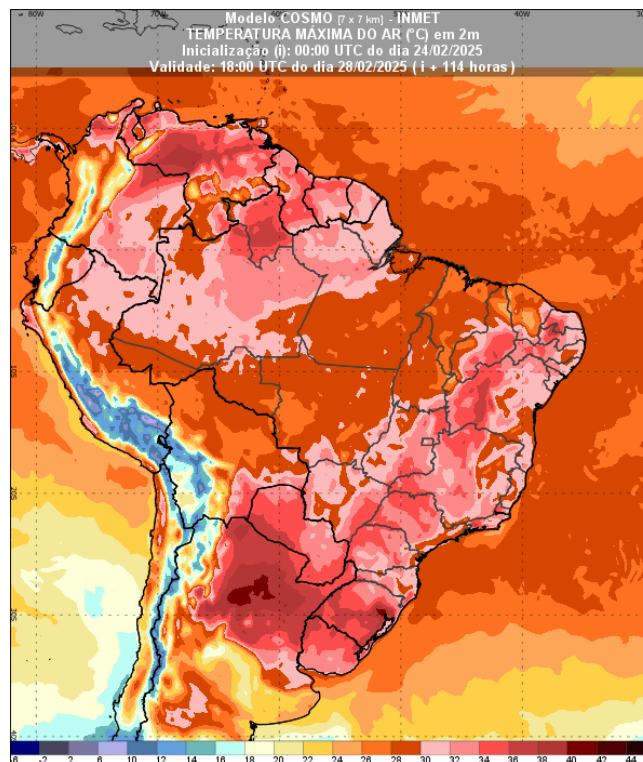 Modelo COSMO [7 x 7 km] - INMET
TEMPERATURA MÁXIMA DO AR (°C) em 2m
Inicialização (i): 00:00 UTC do dia 24/02/2025
Validade: 18:00 UTC do dia 28/02/2025 ( i + 114 horas )
80W 70W 60W 50W 40W
-6 -2 2 6 10 12 14 16 18 20 22 24 26 28 30 32 34 36 38 40 42 44